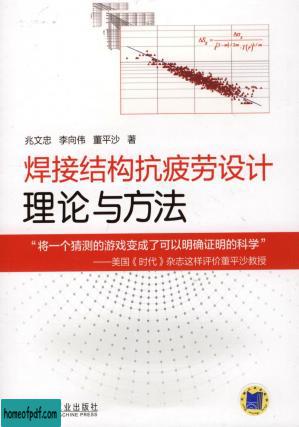 兆文忠 李向伟 董平沙 著
焊接结构抗疲劳设计
理论与方法
“将一个猜测的游戏变成了可以明确证明的科学”
——美国《时代》杂志这样评价董平沙教授
homeofpdf.com
工业出版社
homeofpdf.com